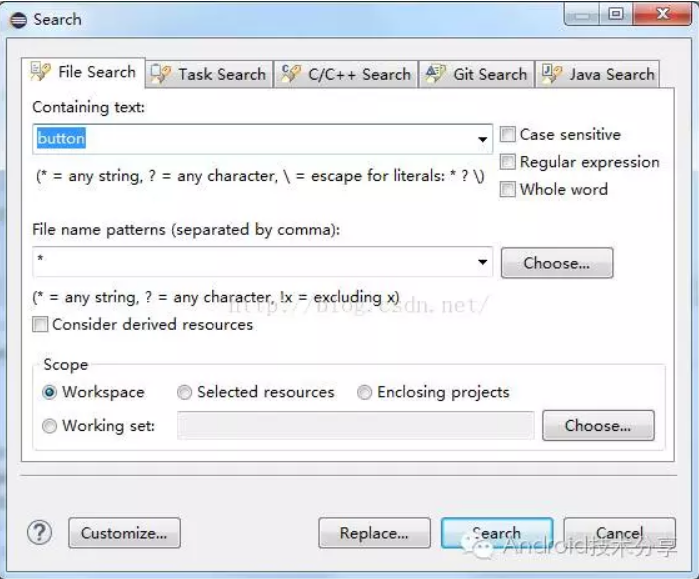 Search
File Search Task Search C/C++ Search Git Search Java Search
Containing text:
button
Case sensitive
(* = any string, ? = any character, \ = escape for literals: * ? \)
Regular expression
Whole word
File name patterns (separated by comma):
*
Choose...
(* = any string, ? = any character, !x = excluding x)
http://blog.csdn.net/
Consider derived resources
Scope
Workspace Selected resources Enclosing projects
Working set: Choose...
? Customize... Replace... Search Cancel
Android技术分享